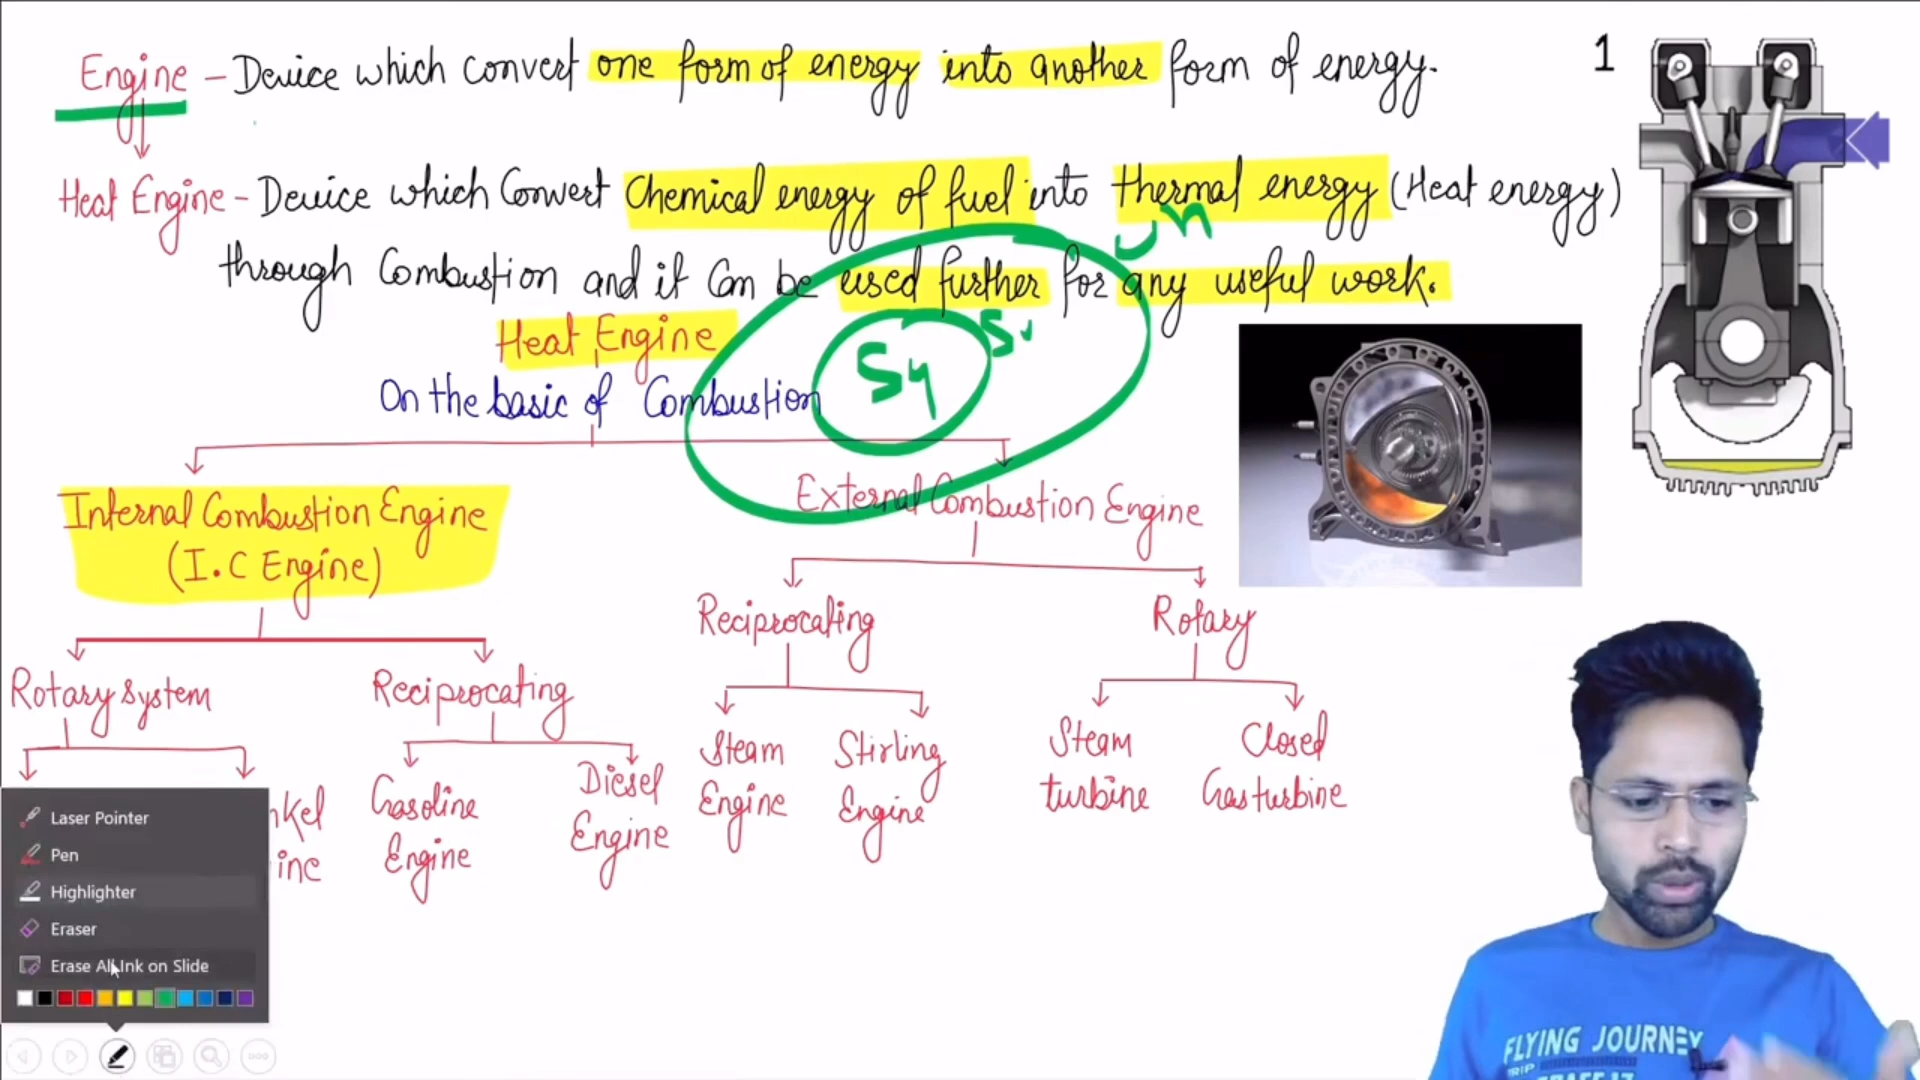 Engine - Device which convert one form of energy into another form of energy.
1
Heat Engine - Device which Convert Chemical energy of fuel into thermal energy (Heat energy)
through Combustion and it Can be used further for any useful work.
Heat Engine
Sy
On the basic of Combustion
Internal Combustion Engine
(I.C Engine)
External Combustion Engine
Rotary system
Reciprocating
Reciprocating
Rotary
Gasoline
Engine
Diesel
Engine
Steam
Engine
Stirling
Engine
Steam
turbine
Closed
Gas turbine
Laser Pointer
Pen
Highlighter
Eraser
Erase All Ink on Slide
FLYING JOURNEY
TRIP